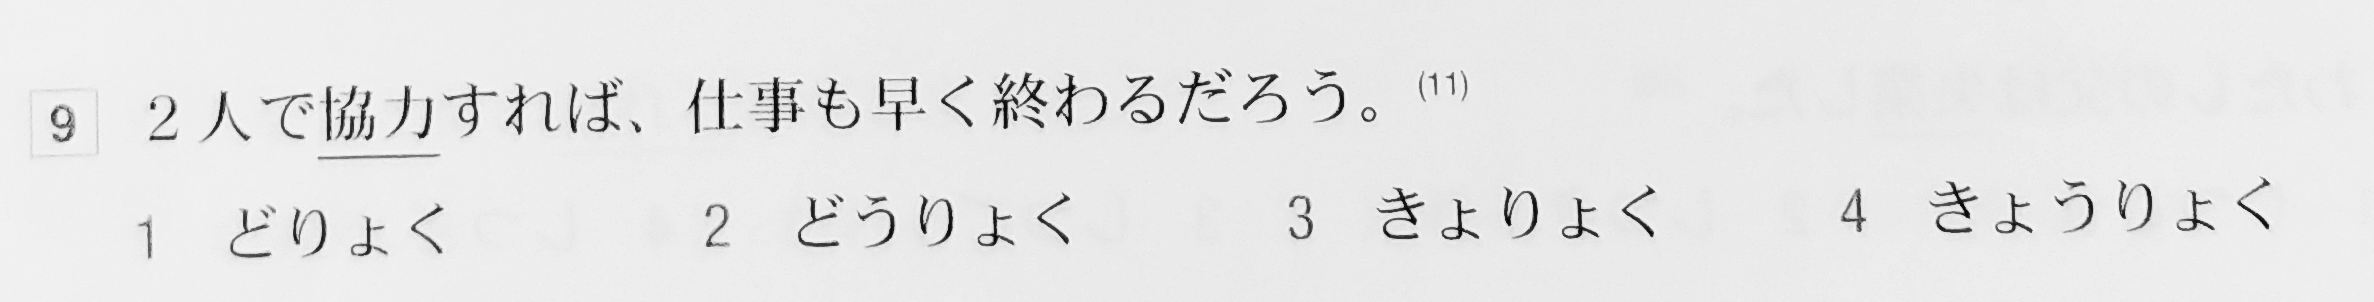 9 2人で協力すれば、仕事も早く終わるだろう。(11)
1 どりょく 2 どうりょく 3 きょりょく 4 きょうりょく